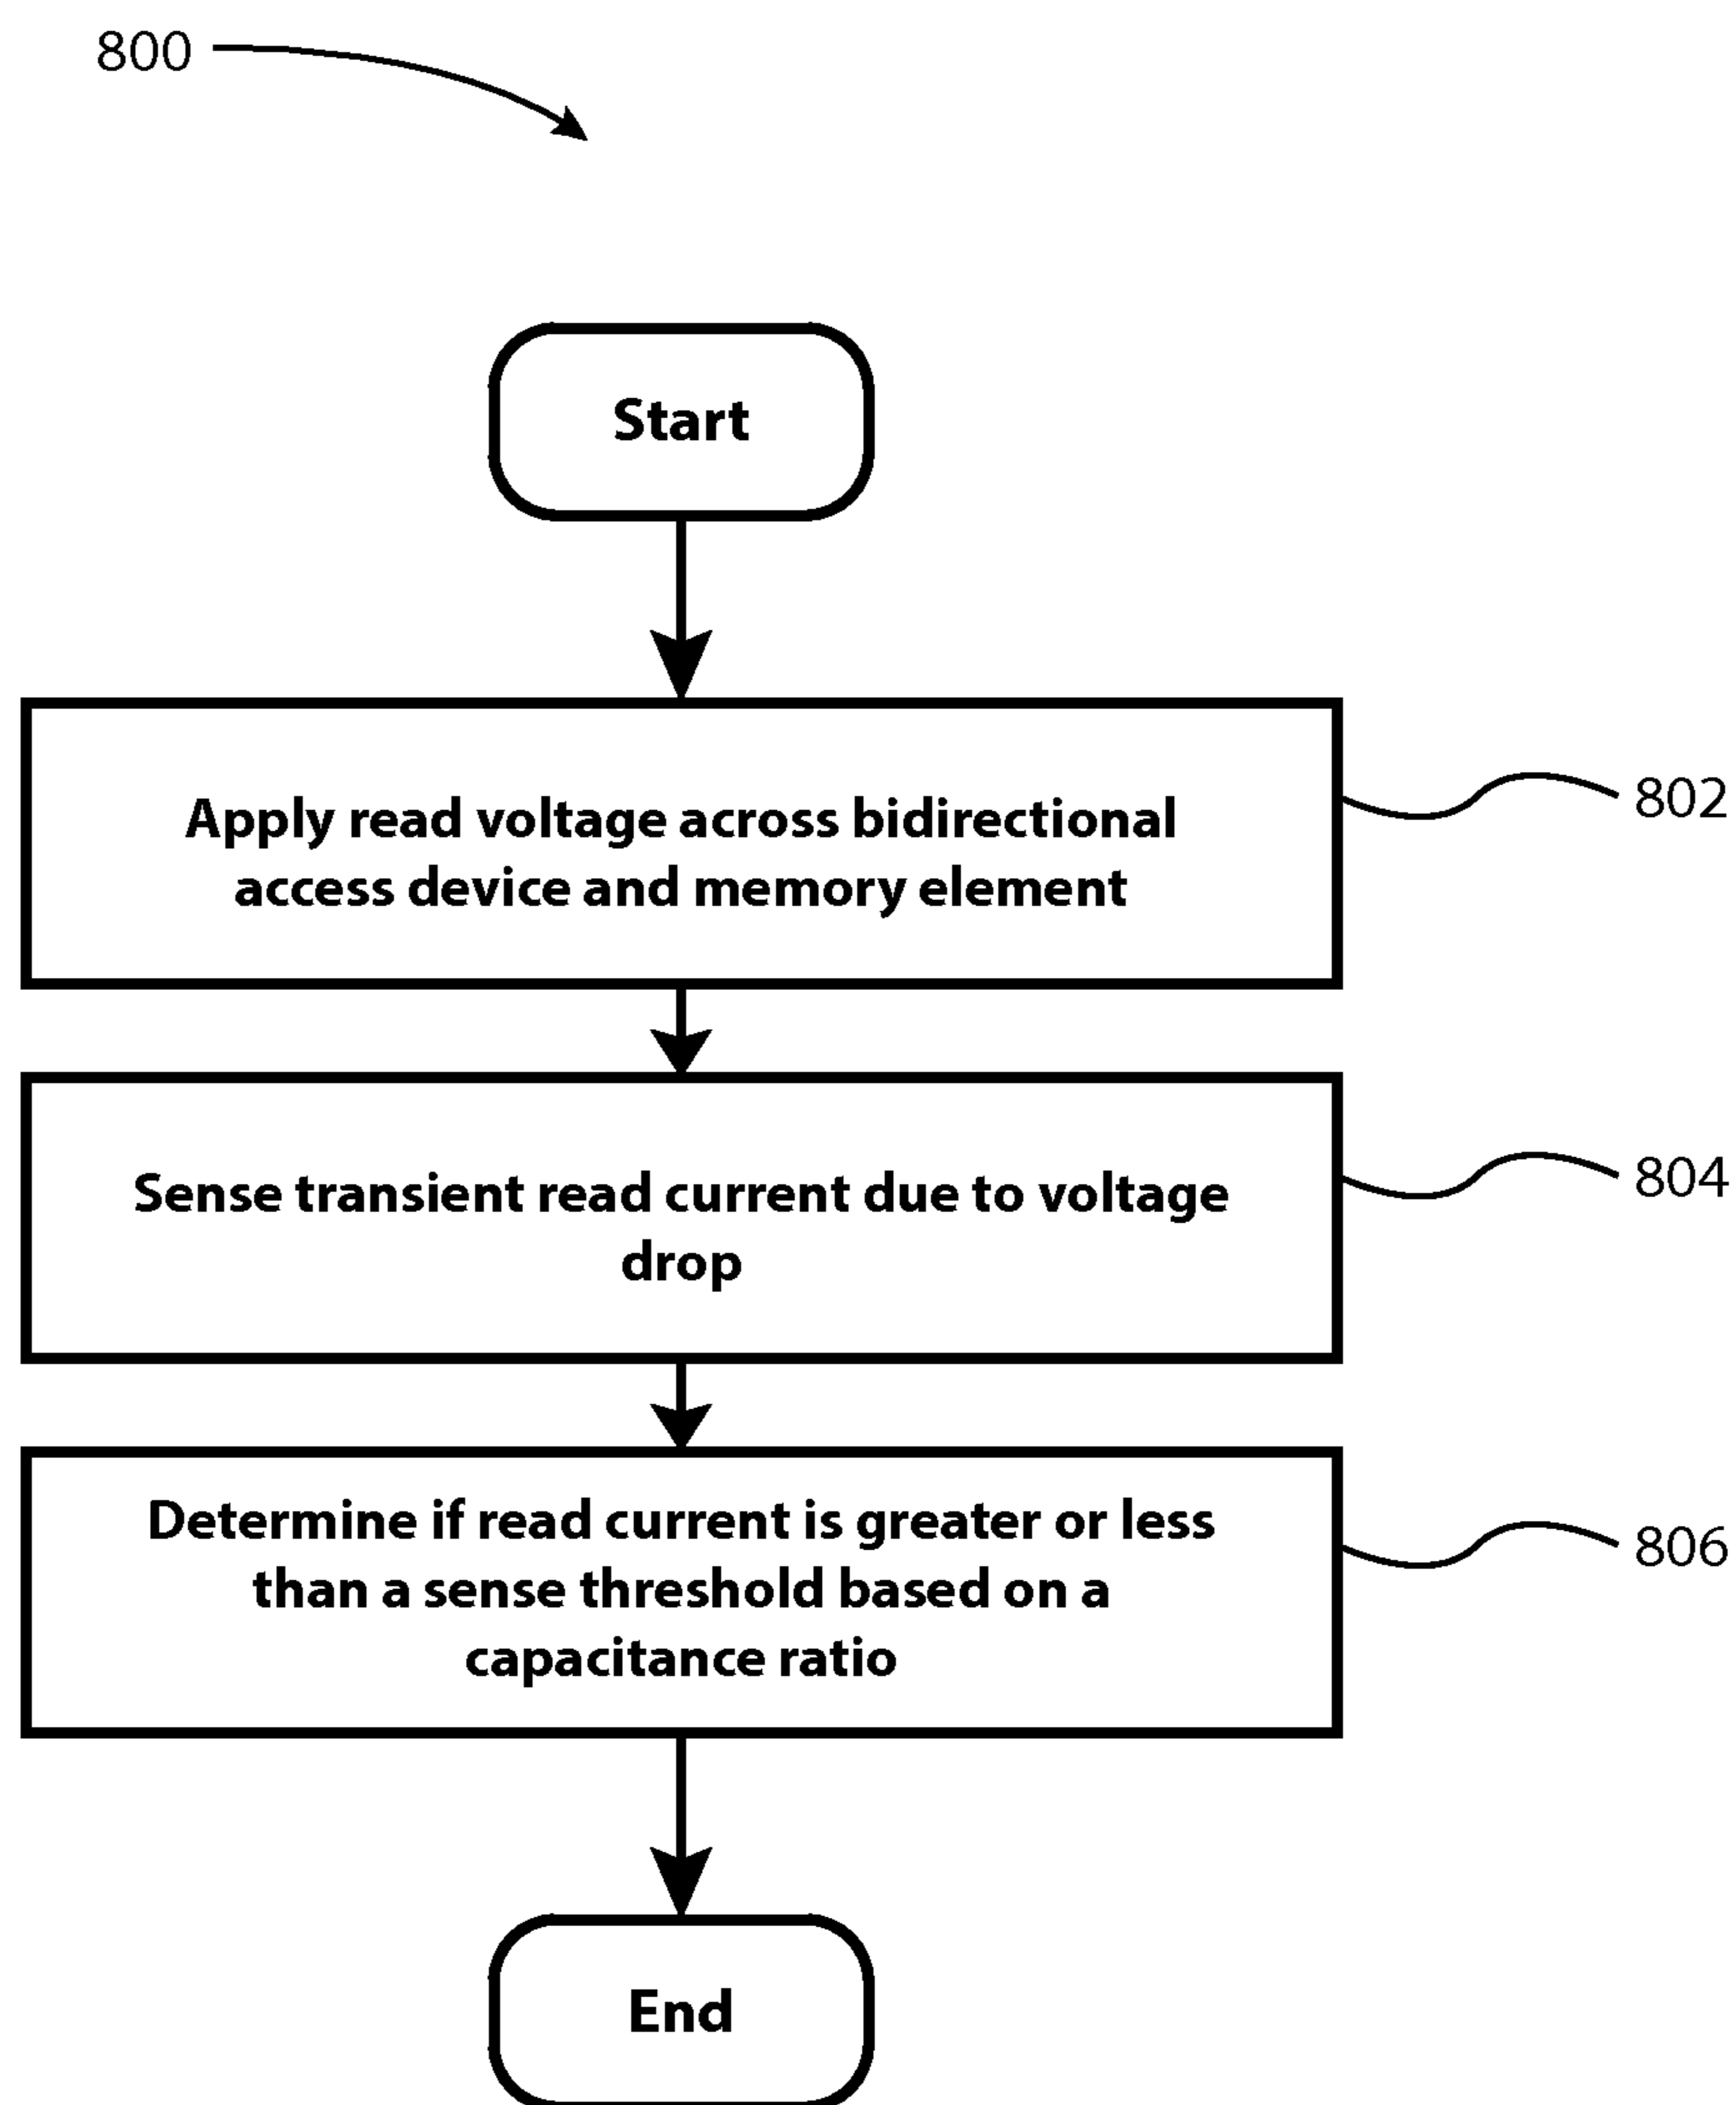 800
Start
Apply read voltage across bidirectional
access device and memory element
802
Sense transient read current due to voltage
drop
804
Determine if read current is greater or less
than a sense threshold based on a
capacitance ratio
806
End